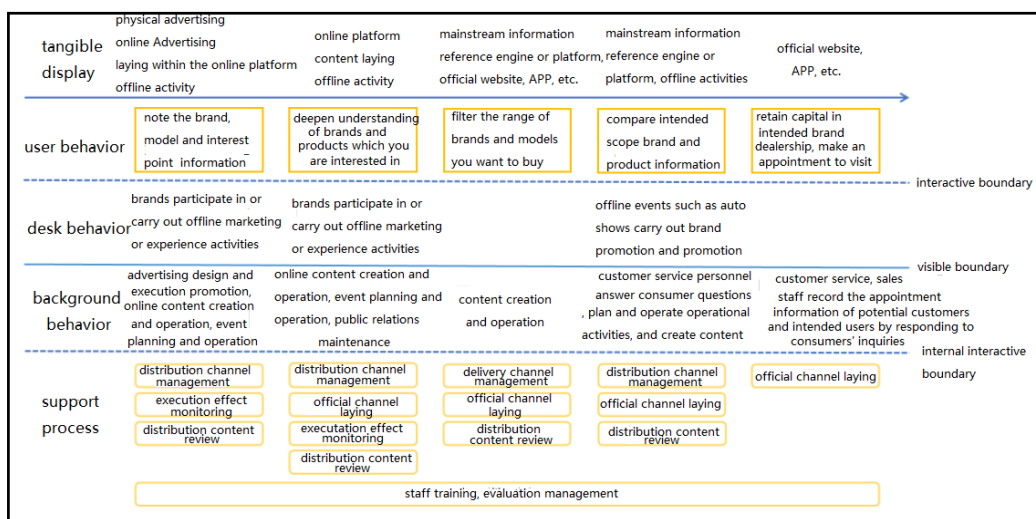 tangible
display
physical advertising
online Advertising
laying within the online platform
offline activity
online platform
content laying
offline activity
mainstream information
reference engine or platform,
official website, APP, etc.
mainstream information
reference engine or
platform, offline activities
official website,
APP, etc.
user behavior
note the brand,
model and interest
point information
deepen understanding
of brands and
products which you
are interested in
filter the range of
brands and models
you want to buy
compare intended
scope brand and
product information
retain capital in
intended brand
dealership, make an
appointment to visit
interactive boundary
desk behavior
brands participate in or
carry out offline marketing
or experience activities
brands participate in or
carry out offline marketing
or experience activities
offline events such as auto
shows carry out brand
promotion and promotion
visible boundary
background
behavior
advertising design and
execution promotion,
online content creation
and operation, event
planning and operation
online content creation and
operation, event planning and
operation, public relations
maintenance
content creation
and operation
customer service personnel
answer consumer questions
, plan and operate operational
activities, and create content
customer service, sales
staff record the appointment
information of potential customers
and intended users by responding to
consumers' inquiries
internal interactive
boundary
support
process
distribution channel
management
execution effect
monitoring
distribution content
review
distribution channel
management
official channel
laying
executation effect
monitoring
distribution content
review
delivery channel
management
official channel
laying
distribution
content review
distribution channel
management
official channel laying
distribution content
review
official channel laying
staff training, evaluation management